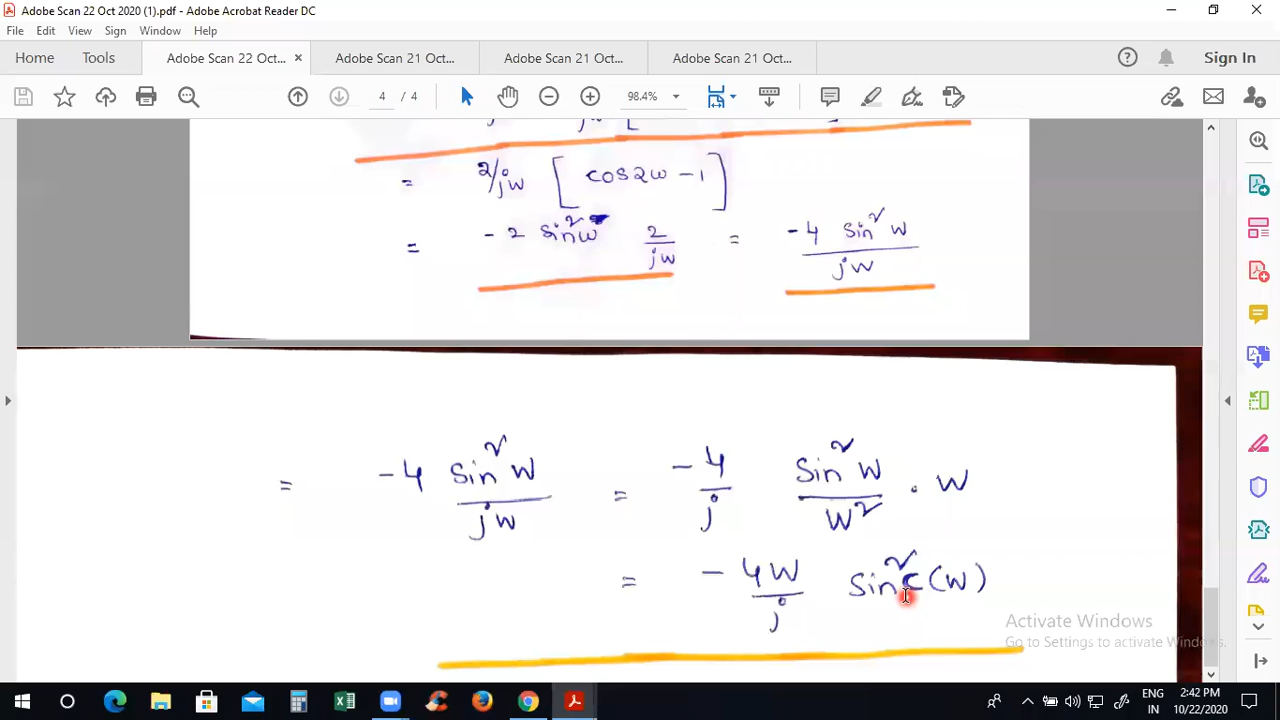 Adobe Scan 22 Oct 2020 (1).pdf - Adobe Acrobat Reader DC
File Edit View Sign Window Help
Home Tools Adobe Scan 22 Oct... × Adobe Scan 21 Oct... Adobe Scan 21 Oct... Adobe Scan 21 Oct... Sign In
4 / 4 98.4%
= 2/jw [ cos2w - 1 ]
= - 2 sin²w 2/jw = -4 sin²w / jw
= -4 sin²w / jw = -4/j sin²w / w² . w
= - 4w/j sin²c(w)
Activate Windows
Go to Settings to activate Windows.
ENG 2:42 PM
IN 10/22/2020